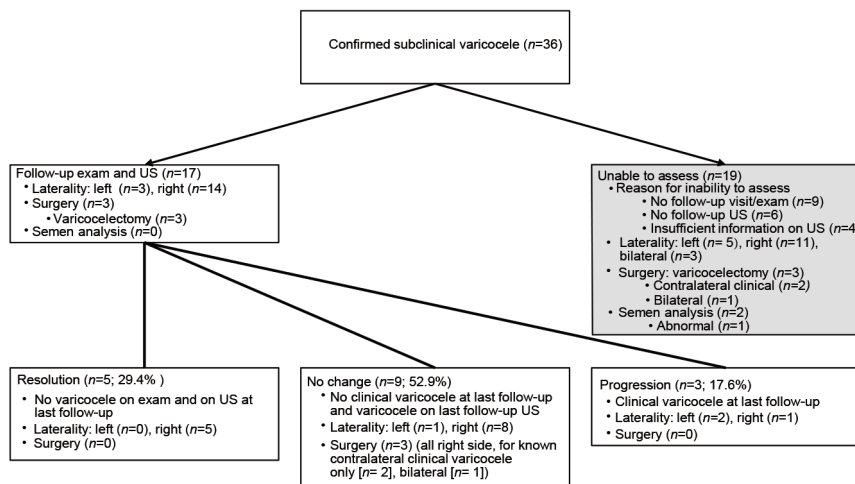 Confirmed subclinical varicocele (n=36)
Follow-up exam and US (n=17)
• Laterality: left (n=3), right (n=14)
• Surgery (n=3)
• Varicocelectomy (n=3)
• Semen analysis (n=0)
Unable to assess (n=19)
• Reason for inability to assess
• No follow-up visit/exam (n=9)
• No follow-up US (n=6)
• Insufficient information on US (n=4
• Laterality: left (n= 5), right (n=11),
bilateral (n=3)
• Surgery: varicocelectomy (n=3)
• Contralateral clinical (n=2)
• Bilateral (n=1)
• Semen analysis (n=2)
• Abnormal (n=1)
Resolution (n=5; 29.4% )
• No varicocele on exam and on US at
last follow-up
• Laterality: left (n=0), right (n=5)
• Surgery (n=0)
No change (n=9; 52.9%)
• No clinical varicocele at last follow-up
and varicocele on last follow-up US
• Laterality: left (n=1), right (n=8)
• Surgery (n=3) (all right side, for known
contralateral clinical varicocele
only [n= 2], bilateral [n= 1])
Progression (n=3; 17.6%)
• Clinical varicocele at last follow-up
• Laterality: left (n=2), right (n=1)
• Surgery (n=0)